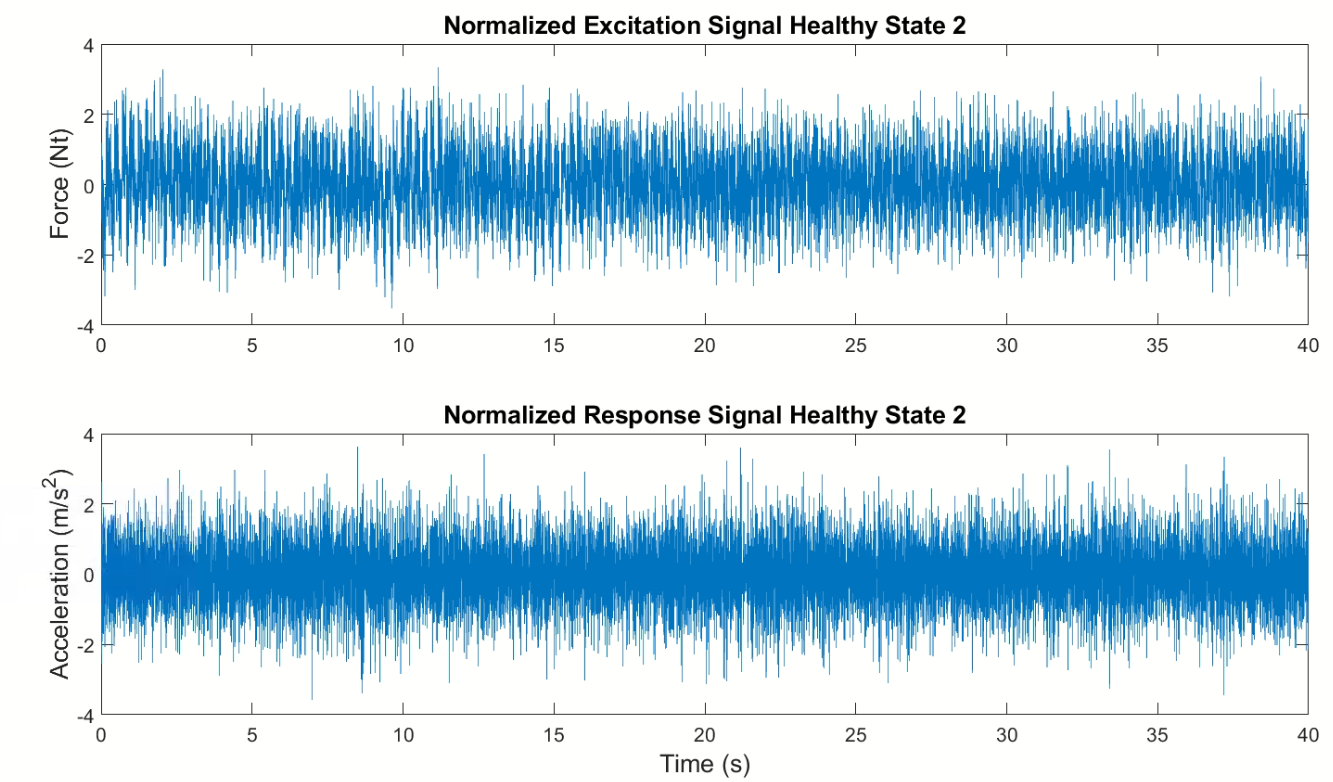 Normalized Excitation Signal Healthy State 2
Force (Nt)
4
2
0
-2
-4
0 5 10 15 20 25 30 35 40
Normalized Response Signal Healthy State 2
Acceleration (m/s²)
4
2
0
-2
-4
0 5 10 15 20 25 30 35 40
Time (s)